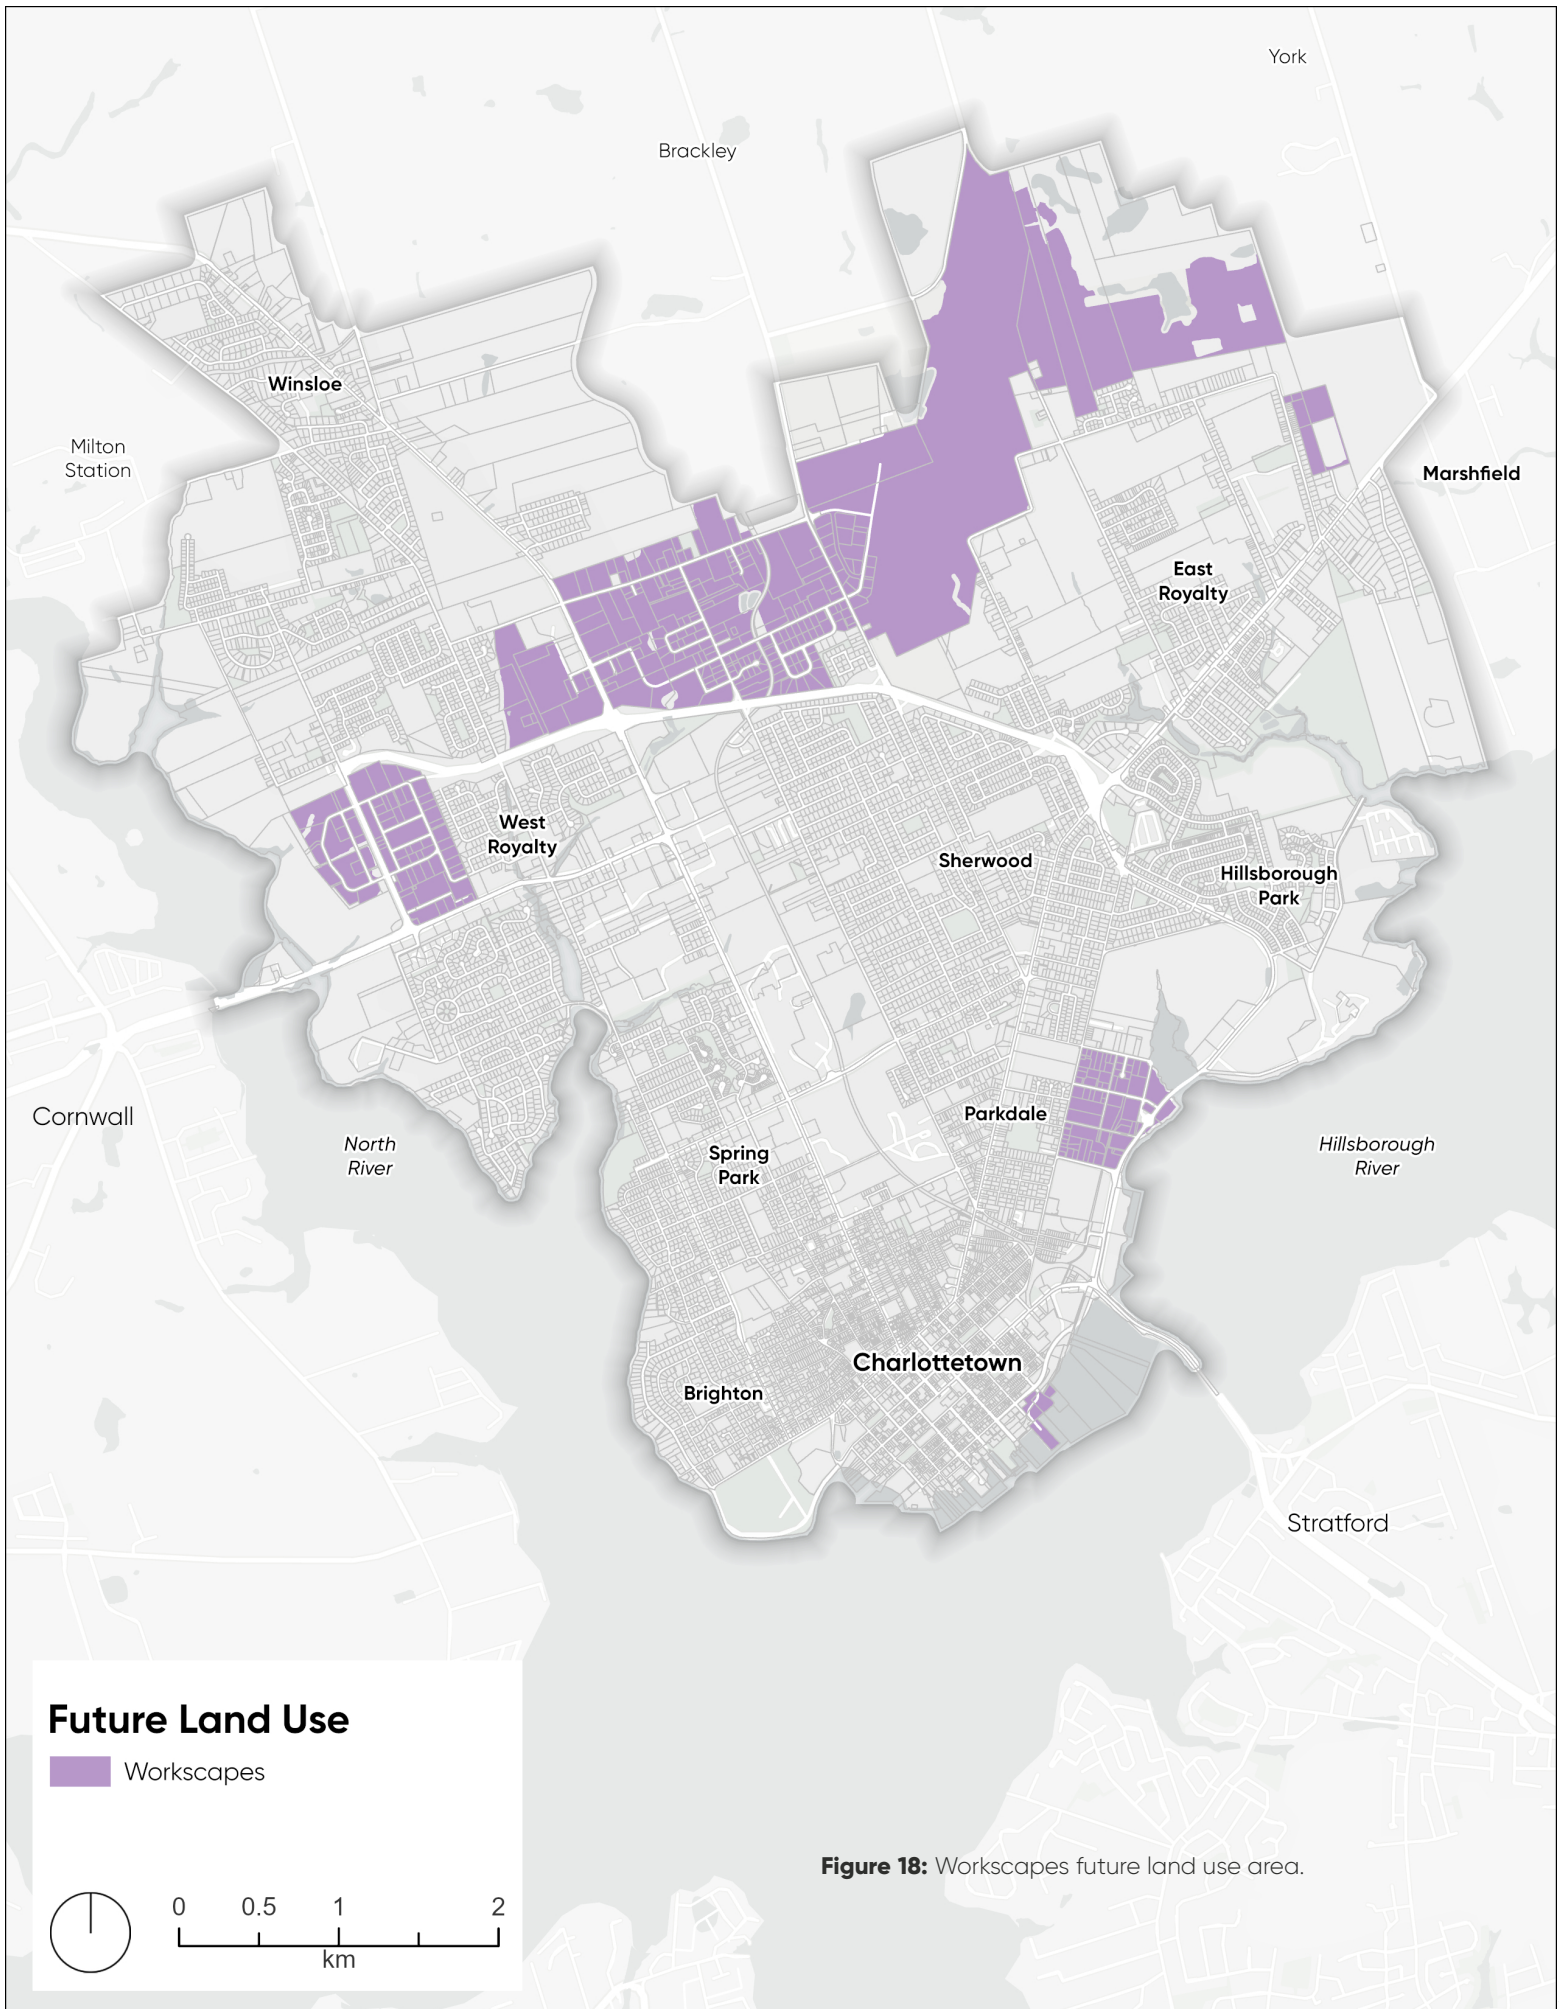 York
Brackley
Winsloe
Milton
Station
Marshfield
East
Royalty
West
Royalty
Sherwood
Hillsborough
Park
Cornwall
Parkdale
North
River
Spring
Park
Hillsborough
River
Charlottetown
Brighton
Stratford
Future Land Use
Workscapes
Figure 18: Workscapes future land use area.
0 0.5 1 2
km